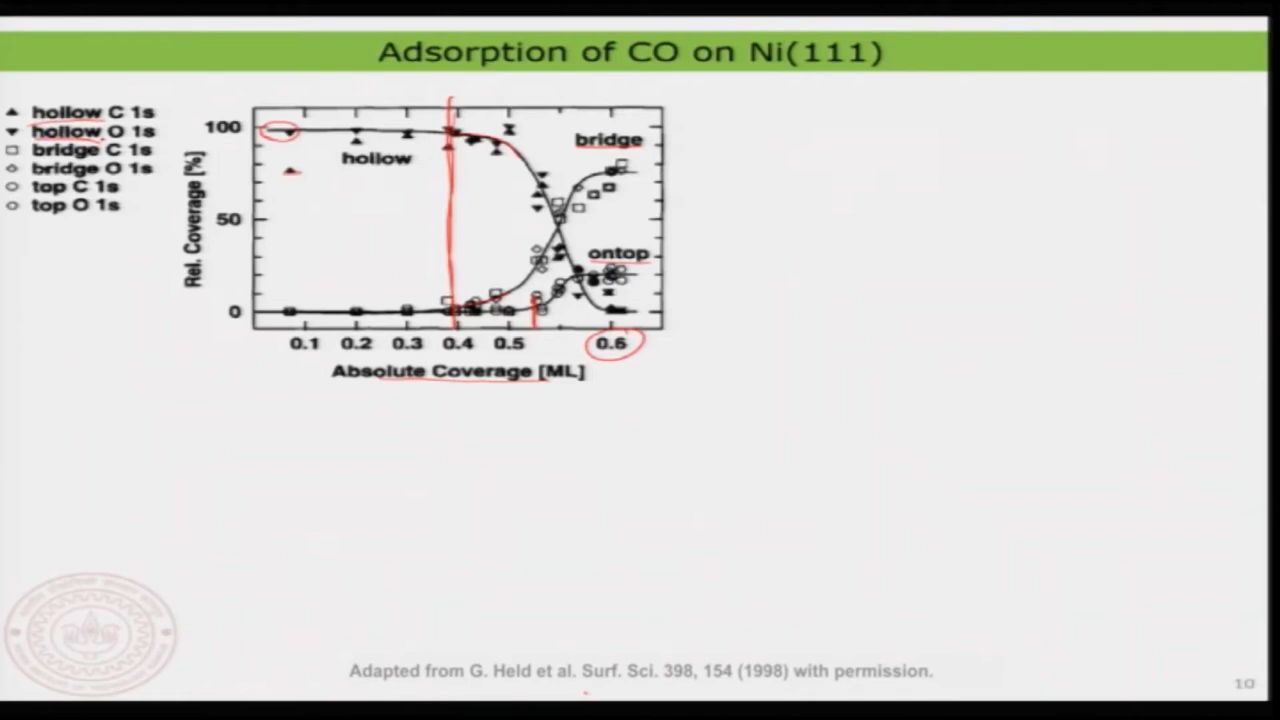 Adsorption of CO on Ni(111)
hollow C 1s
hollow O 1s
bridge C 1s
bridge O 1s
top C 1s
top O 1s
Rel. Coverage [%]
100
50
0
hollow
bridge
ontop
0.1 0.2 0.3 0.4 0.5 0.6
Absolute Coverage [ML]
Adapted from G. Held et al. Surf. Sci. 398, 154 (1998) with permission.
10